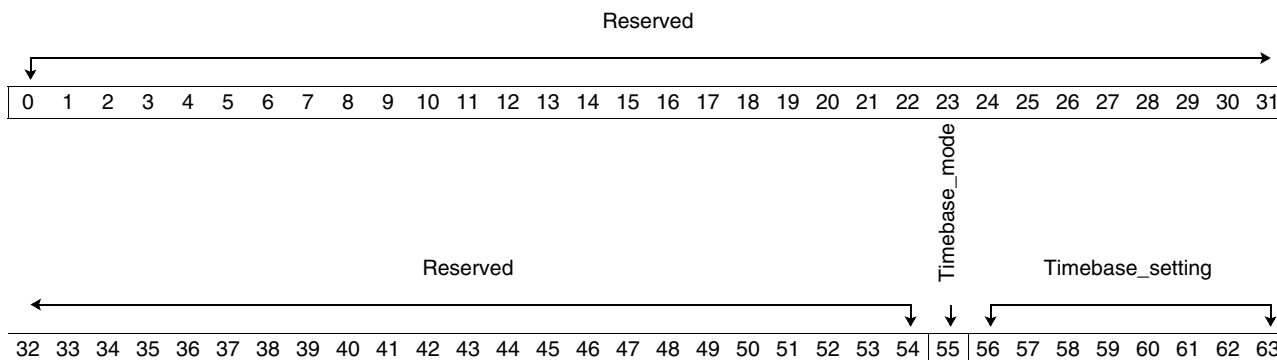 Reserved
0 1 2 3 4 5 6 7 8 9 10 11 12 13 14 15 16 17 18 19 20 21 22 23 24 25 26 27 28 29 30 31
Timebase_mode
Reserved
Timebase_setting
32 33 34 35 36 37 38 39 40 41 42 43 44 45 46 47 48 49 50 51 52 53 54 55 56 57 58 59 60 61 62 63